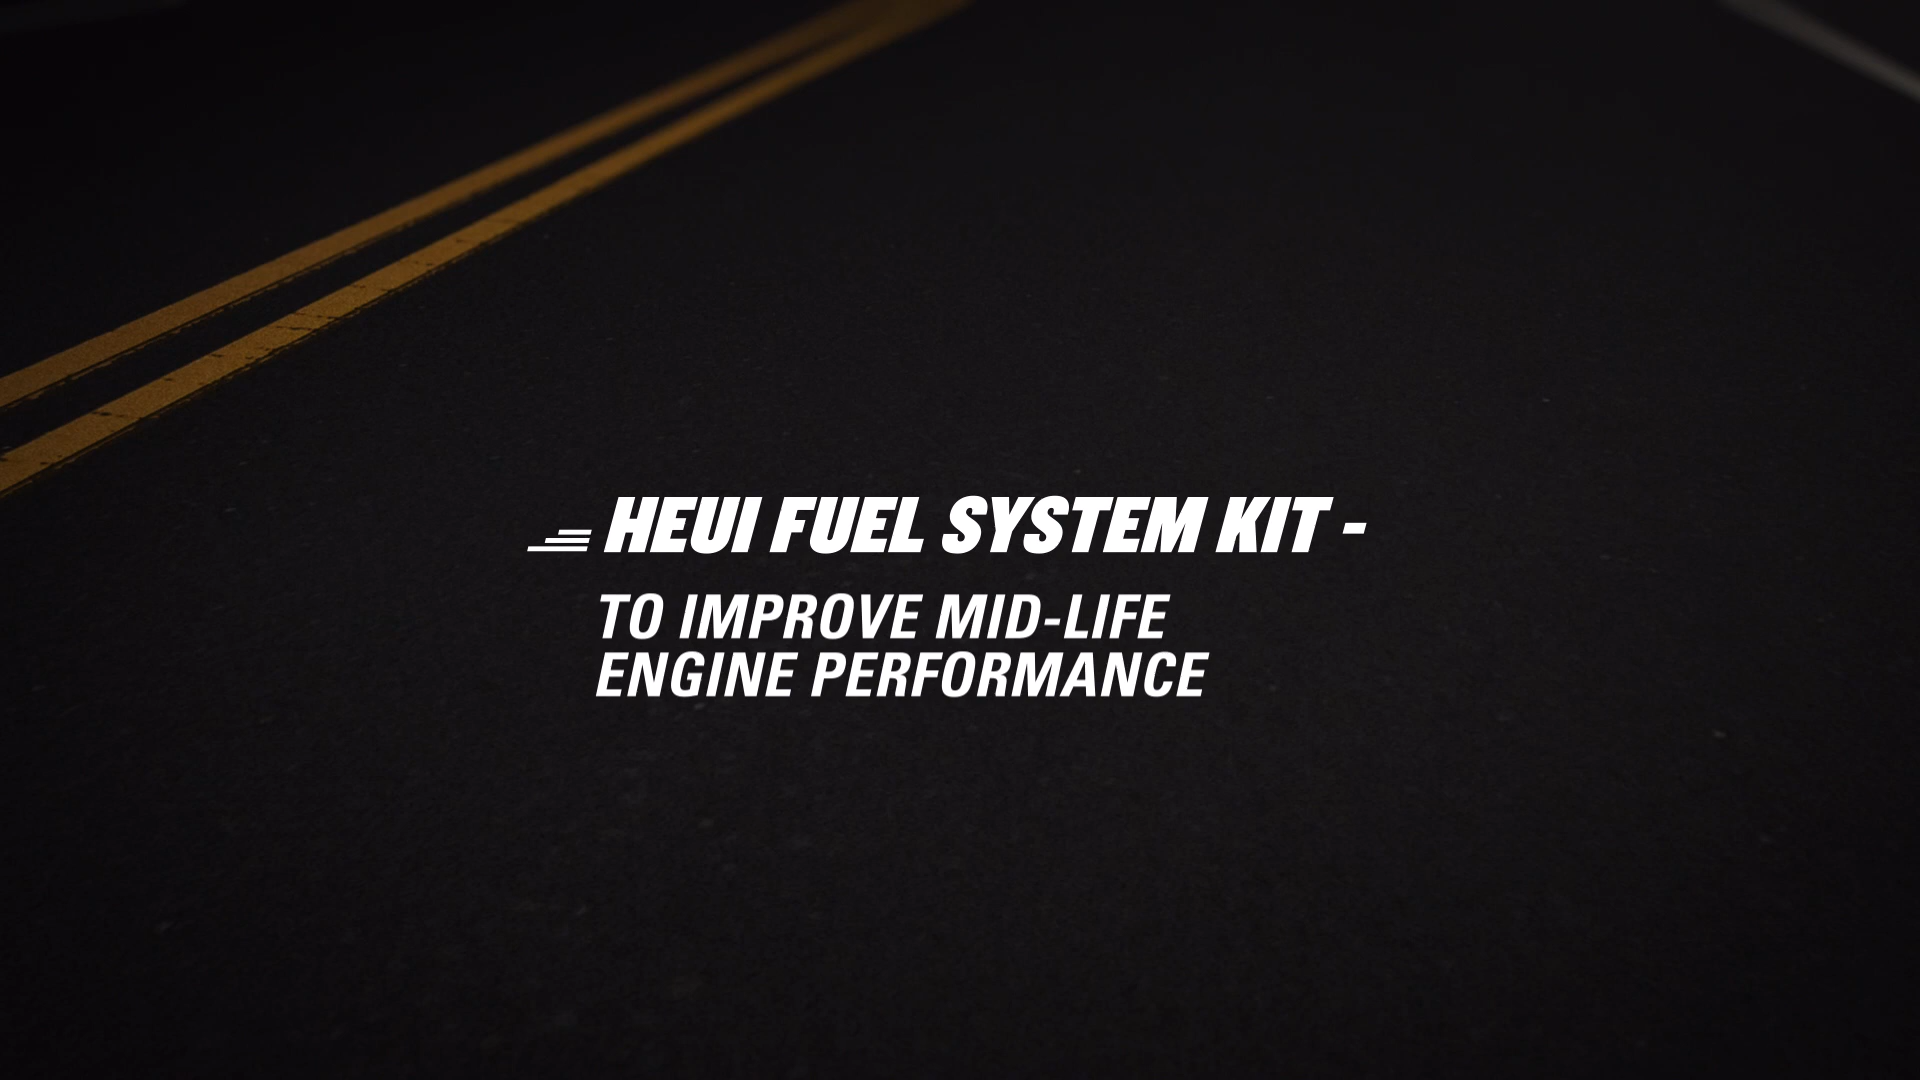 HEUI FUEL SYSTEM KIT -
TO IMPROVE MID-LIFE
ENGINE PERFORMANCE